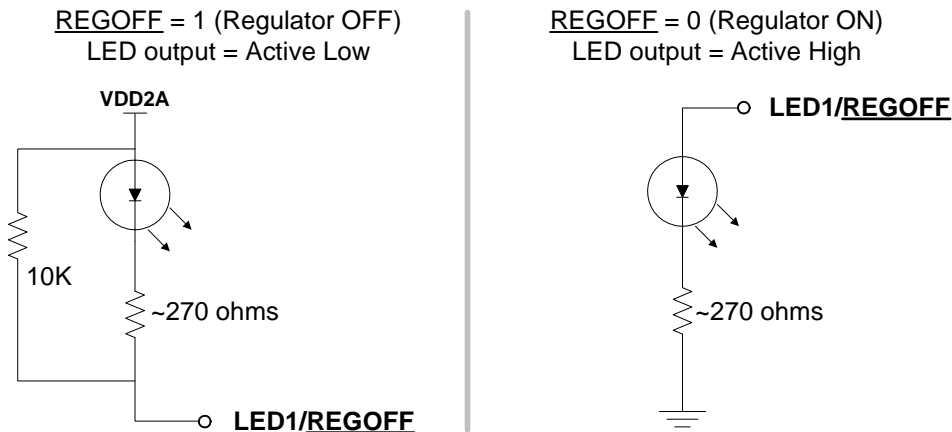 REGOFF = 1 (Regulator OFF)
LED output = Active Low
VDD2A
10K
~270 ohms
LED1/REGOFF
REGOFF = 0 (Regulator ON)
LED output = Active High
LED1/REGOFF
~270 ohms